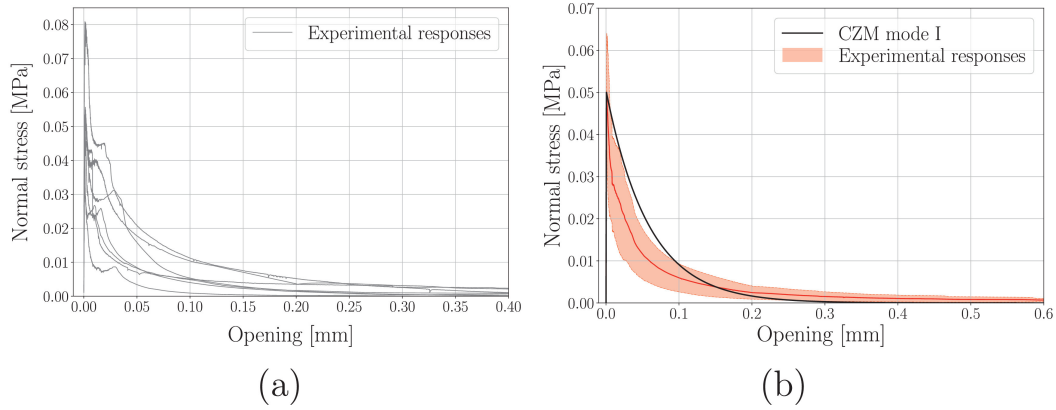 Experimental responses
Normal stress [MPa]
0.08
0.07
0.06
0.05
0.04
0.03
0.02
0.01
0.00
0.00 0.05 0.10 0.15 0.20 0.25 0.30 0.35 0.40
Opening [mm]
(a)
CZM mode I
Experimental responses
Normal stress [MPa]
0.07
0.06
0.05
0.04
0.03
0.02
0.01
0.00
0.0 0.1 0.2 0.3 0.4 0.5 0.6
Opening [mm]
(b)